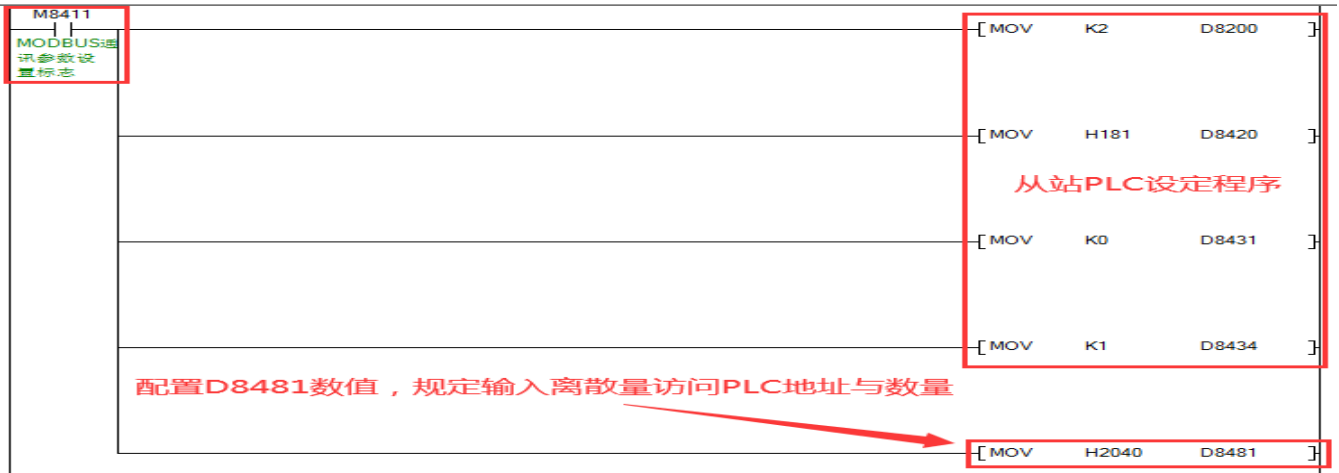 M8411
MODBUS通
讯参数设
置标志
[ MOV K2 D8200 ]
[ MOV H181 D8420 ]
从站PLC设定程序
[ MOV K0 D8431 ]
[ MOV K1 D8434 ]
配置D8481数值，规定输入离散量访问PLC地址与数量
[ MOV H2040 D8481 ]